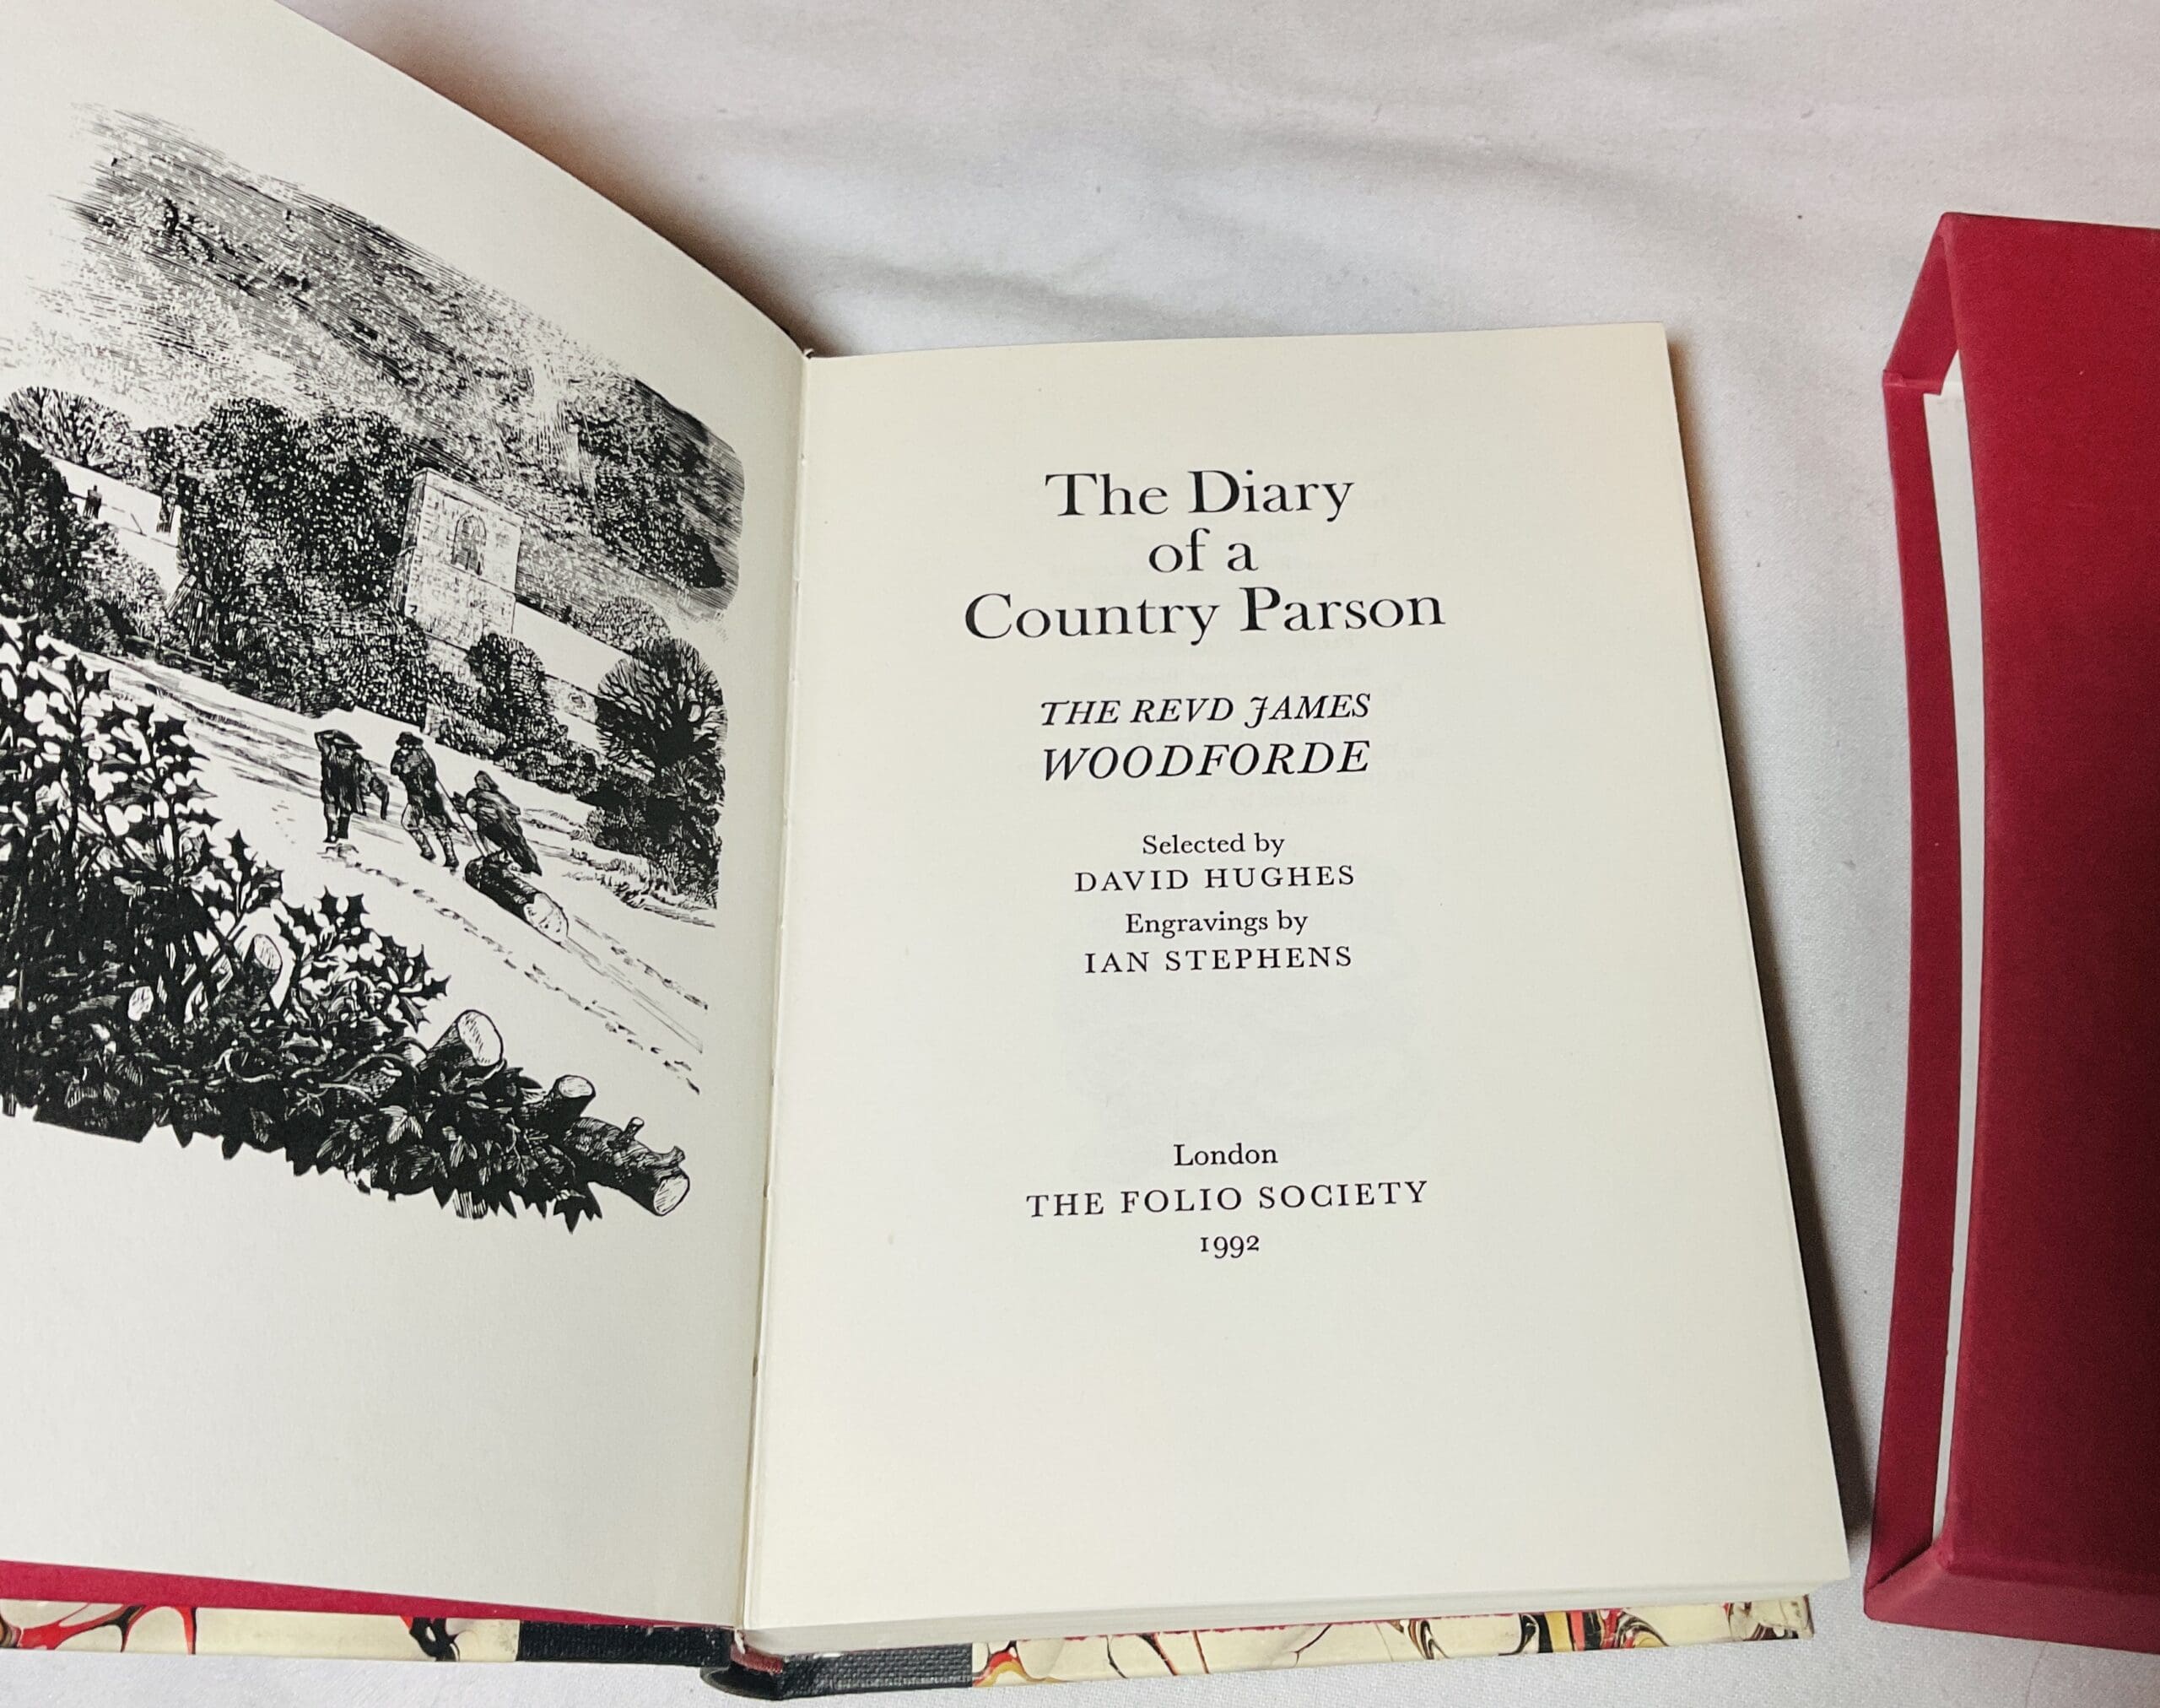 The Diary
of a
Country Parson
THE REVD JAMES
WOODFORDE
Selected by
DAVID HUGHES
Engravings by
IAN STEPHENS
London
THE FOLIO SOCIETY
1992